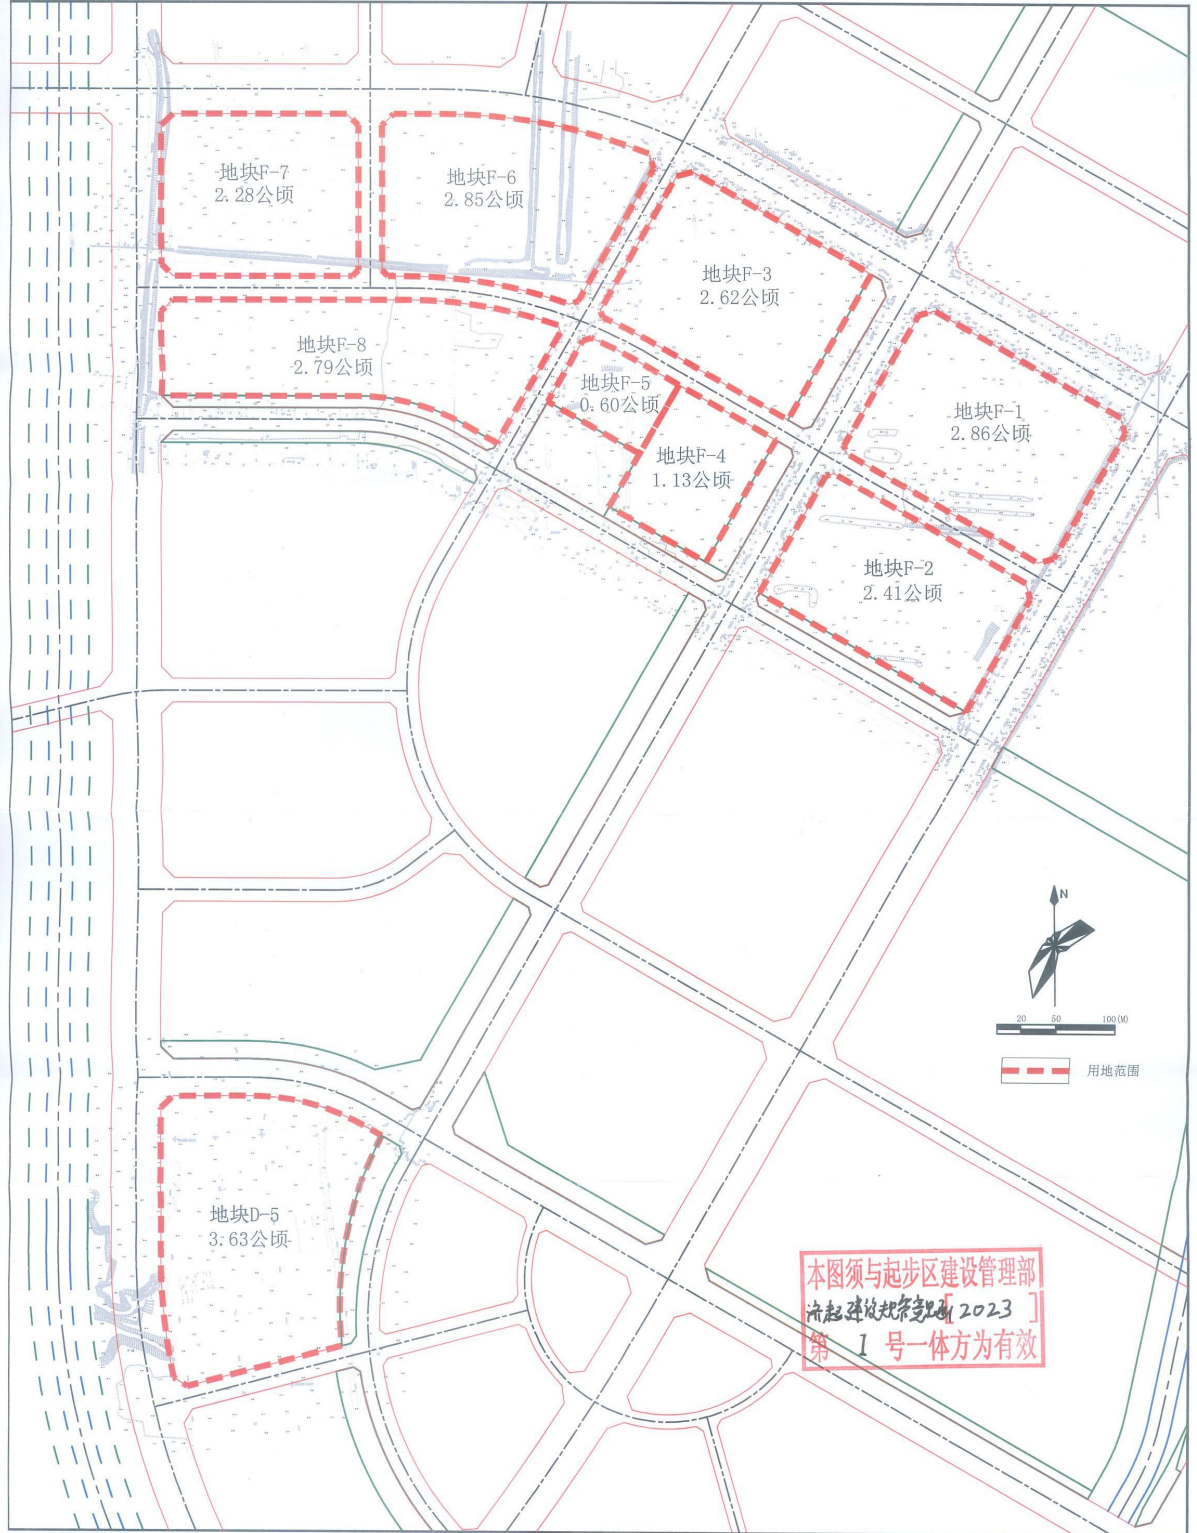 地块F-7
2.28公顷
地块F-6
2.85公顷
地块F-3
2.62公顷
地块F-8
2.79公顷
地块F-5
0.60公顷
地块F-1
2.86公顷
地块F-4
1.13公顷
地块F-2
2.41公顷
N
20 50 100(M)
用地范围
地块D-5
3.63公顷
本图须与起步区建设管理部
[2023]
第 1 号一体方为有效